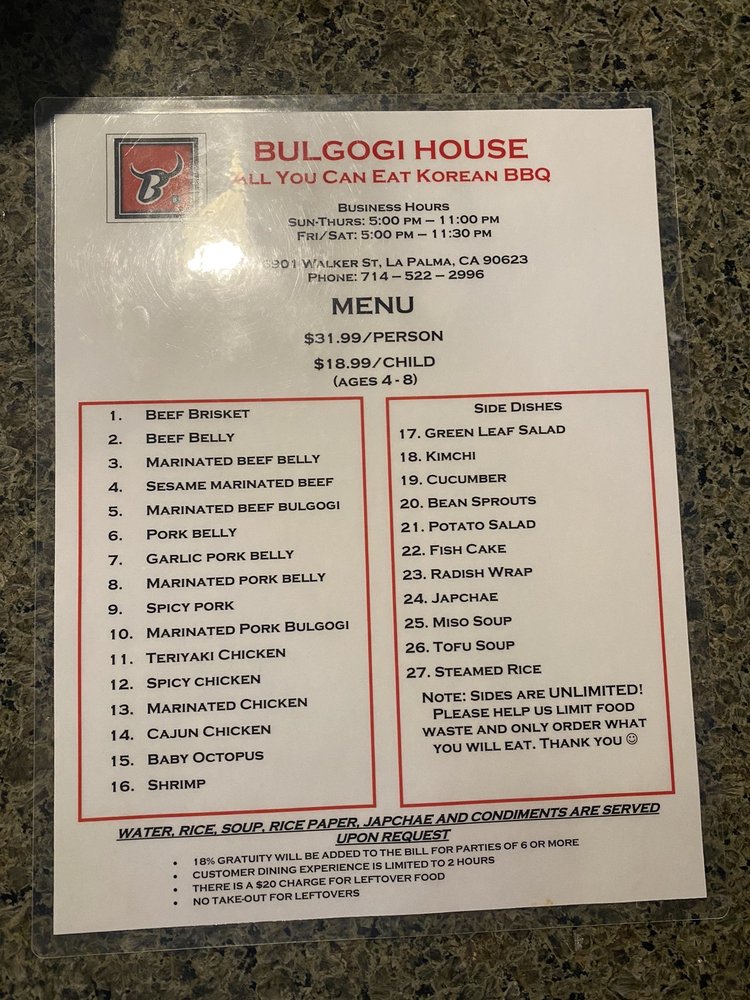 B
BULGOGI HOUSE
ALL YOU CAN EAT KOREAN BBQ
BUSINESS HOURS
SUN-THURS: 5:00 PM – 11:00 PM
FRI/SAT: 5:00 PM – 11:30 PM
WALKER ST, LA PALMA, CA 90623
PHONE: 714 – 522 – 2996
MENU
$31.99/PERSON
$18.99/CHILD
(AGES 4 - 8)
1. BEEF BRISKET
2. BEEF BELLY
3. MARINATED BEEF BELLY
4. SESAME MARINATED BEEF
5. MARINATED BEEF BULGOGI
6. PORK BELLY
7. GARLIC PORK BELLY
8. MARINATED PORK BELLY
9. SPICY PORK
10. MARINATED PORK BULGOGI
11. TERIYAKI CHICKEN
12. SPICY CHICKEN
13. MARINATED CHICKEN
14. CAJUN CHICKEN
15. BABY OCTOPUS
16. SHRIMP
SIDE DISHES
17. GREEN LEAF SALAD
18. KIMCHI
19. CUCUMBER
20. BEAN SPROUTS
21. POTATO SALAD
22. FISH CAKE
23. RADISH WRAP
24. JAPCHAE
25. MISO SOUP
26. TOFU SOUP
27. STEAMED RICE
NOTE: SIDES ARE UNLIMITED!
PLEASE HELP US LIMIT FOOD
WASTE AND ONLY ORDER WHAT
YOU WILL EAT. THANK YOU ☺
WATER, RICE, SOUP, RICE PAPER, JAPCHAE AND CONDIMENTS ARE SERVED
UPON REQUEST
• 18% GRATUITY WILL BE ADDED TO THE BILL FOR PARTIES OF 6 OR MORE
• CUSTOMER DINING EXPERIENCE IS LIMITED TO 2 HOURS
• THERE IS A $20 CHARGE FOR LEFTOVER FOOD
• NO TAKE-OUT FOR LEFTOVERS